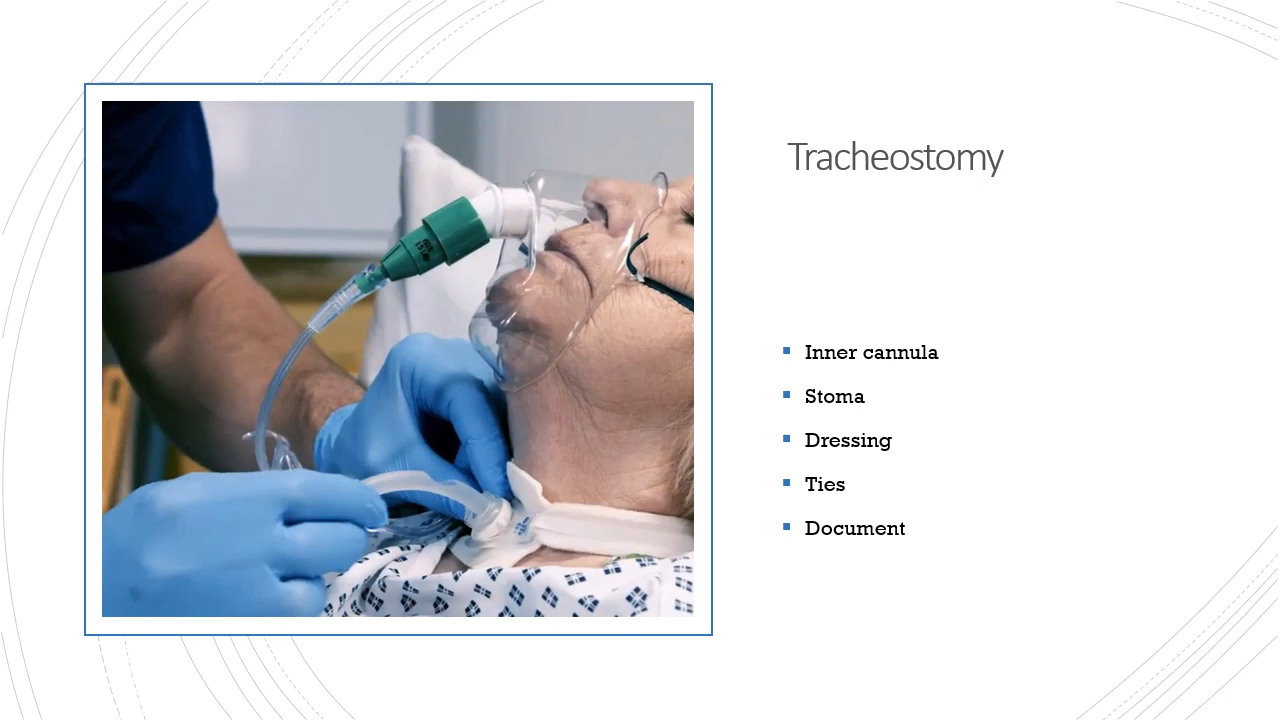 Tracheostomy
Inner cannula
Stoma
Dressing
Ties
Document